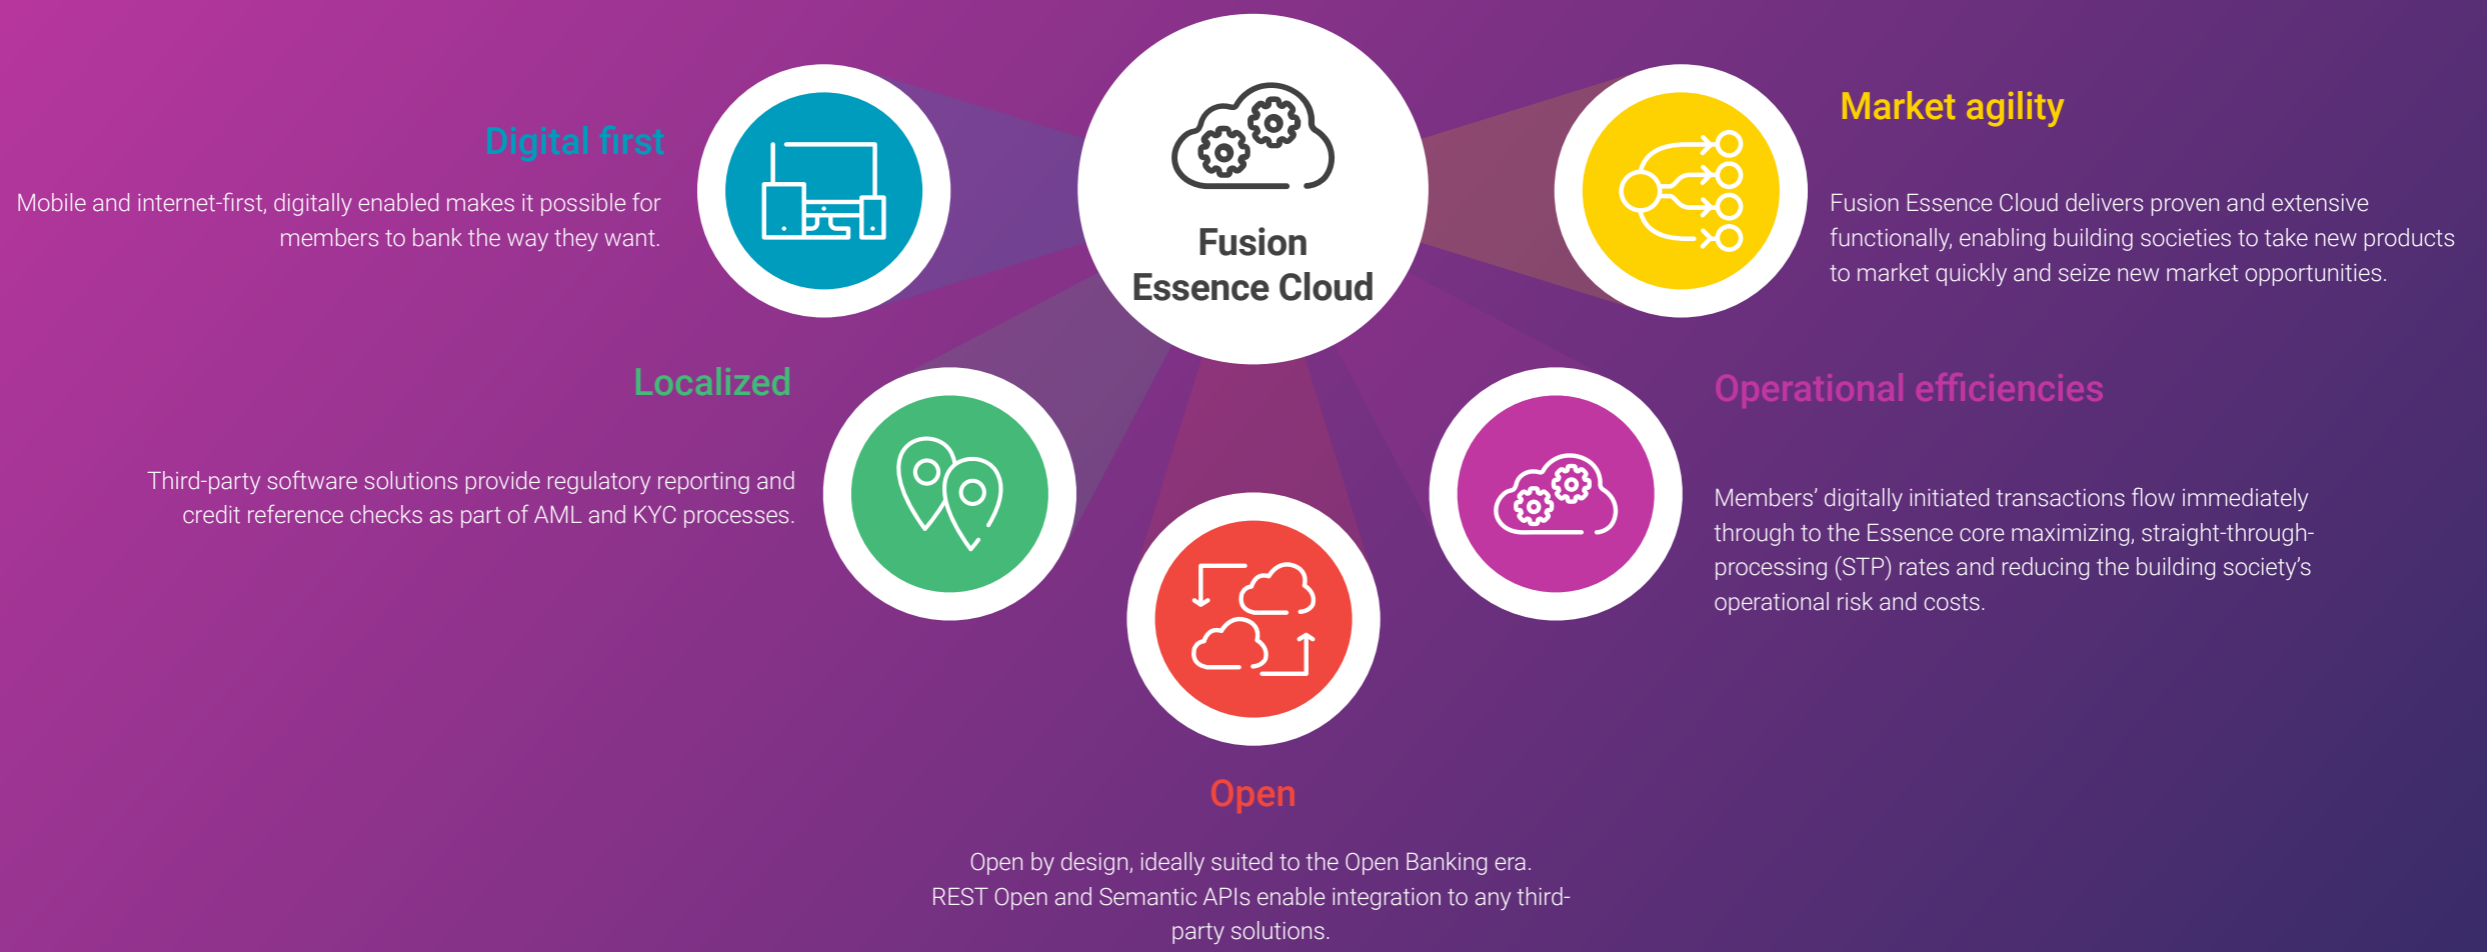 Fusion
Essence Cloud
Digital first
Mobile and internet-first, digitally enabled makes it possible for
members to bank the way they want.
Localized
Third-party software solutions provide regulatory reporting and
credit reference checks as part of AML and KYC processes.
Open
Open by design, ideally suited to the Open Banking era.
REST Open and Semantic APIs enable integration to any third-
party solutions.
Market agility
Fusion Essence Cloud delivers proven and extensive
functionally, enabling building societies to take new products
to market quickly and seize new market opportunities.
Operational efficiencies
Members’ digitally initiated transactions flow immediately
through to the Essence core maximizing, straight-through-
processing (STP) rates and reducing the building society’s
operational risk and costs.